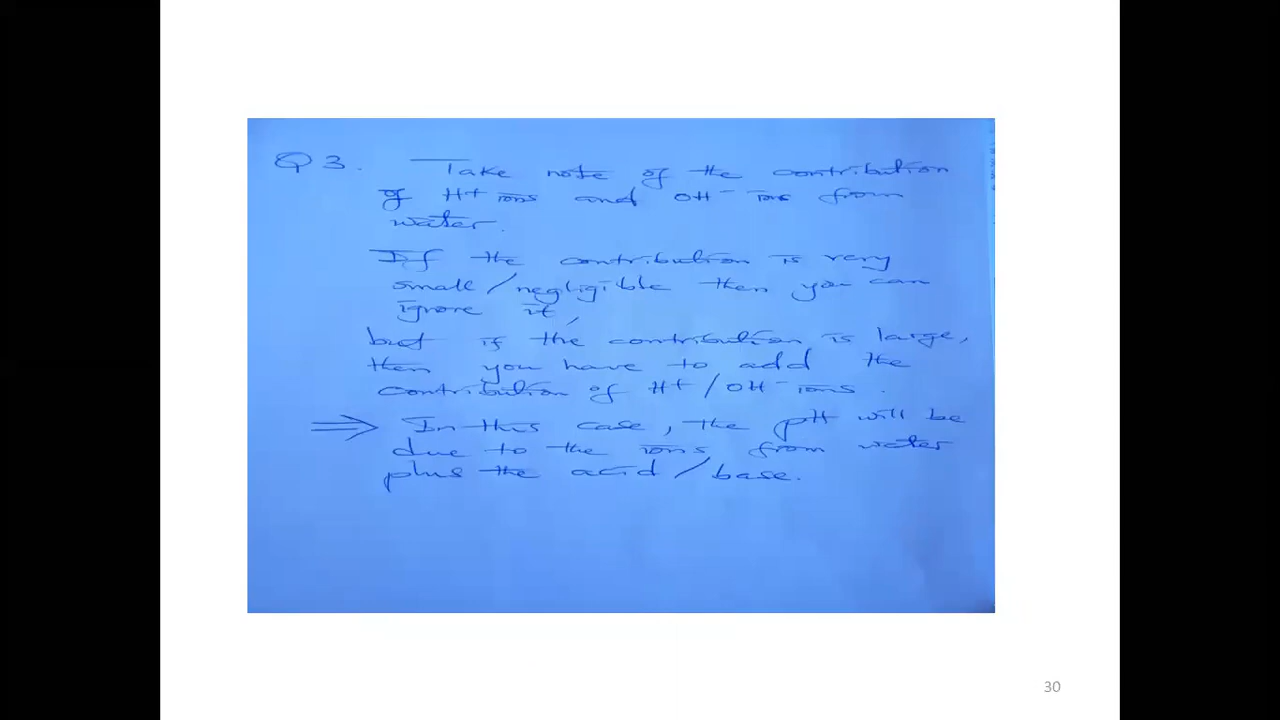 Q 3. Take note of the contribution
of H+ ions and OH- ions from
water.
If the contribution is very
small/negligible then you can
ignore it,
but if the contribution is large,
then you have to add the
contribution of H+/OH- ions.
⇒ In this case, the pH will be
due to the ions from water
plus the acid/base.
30